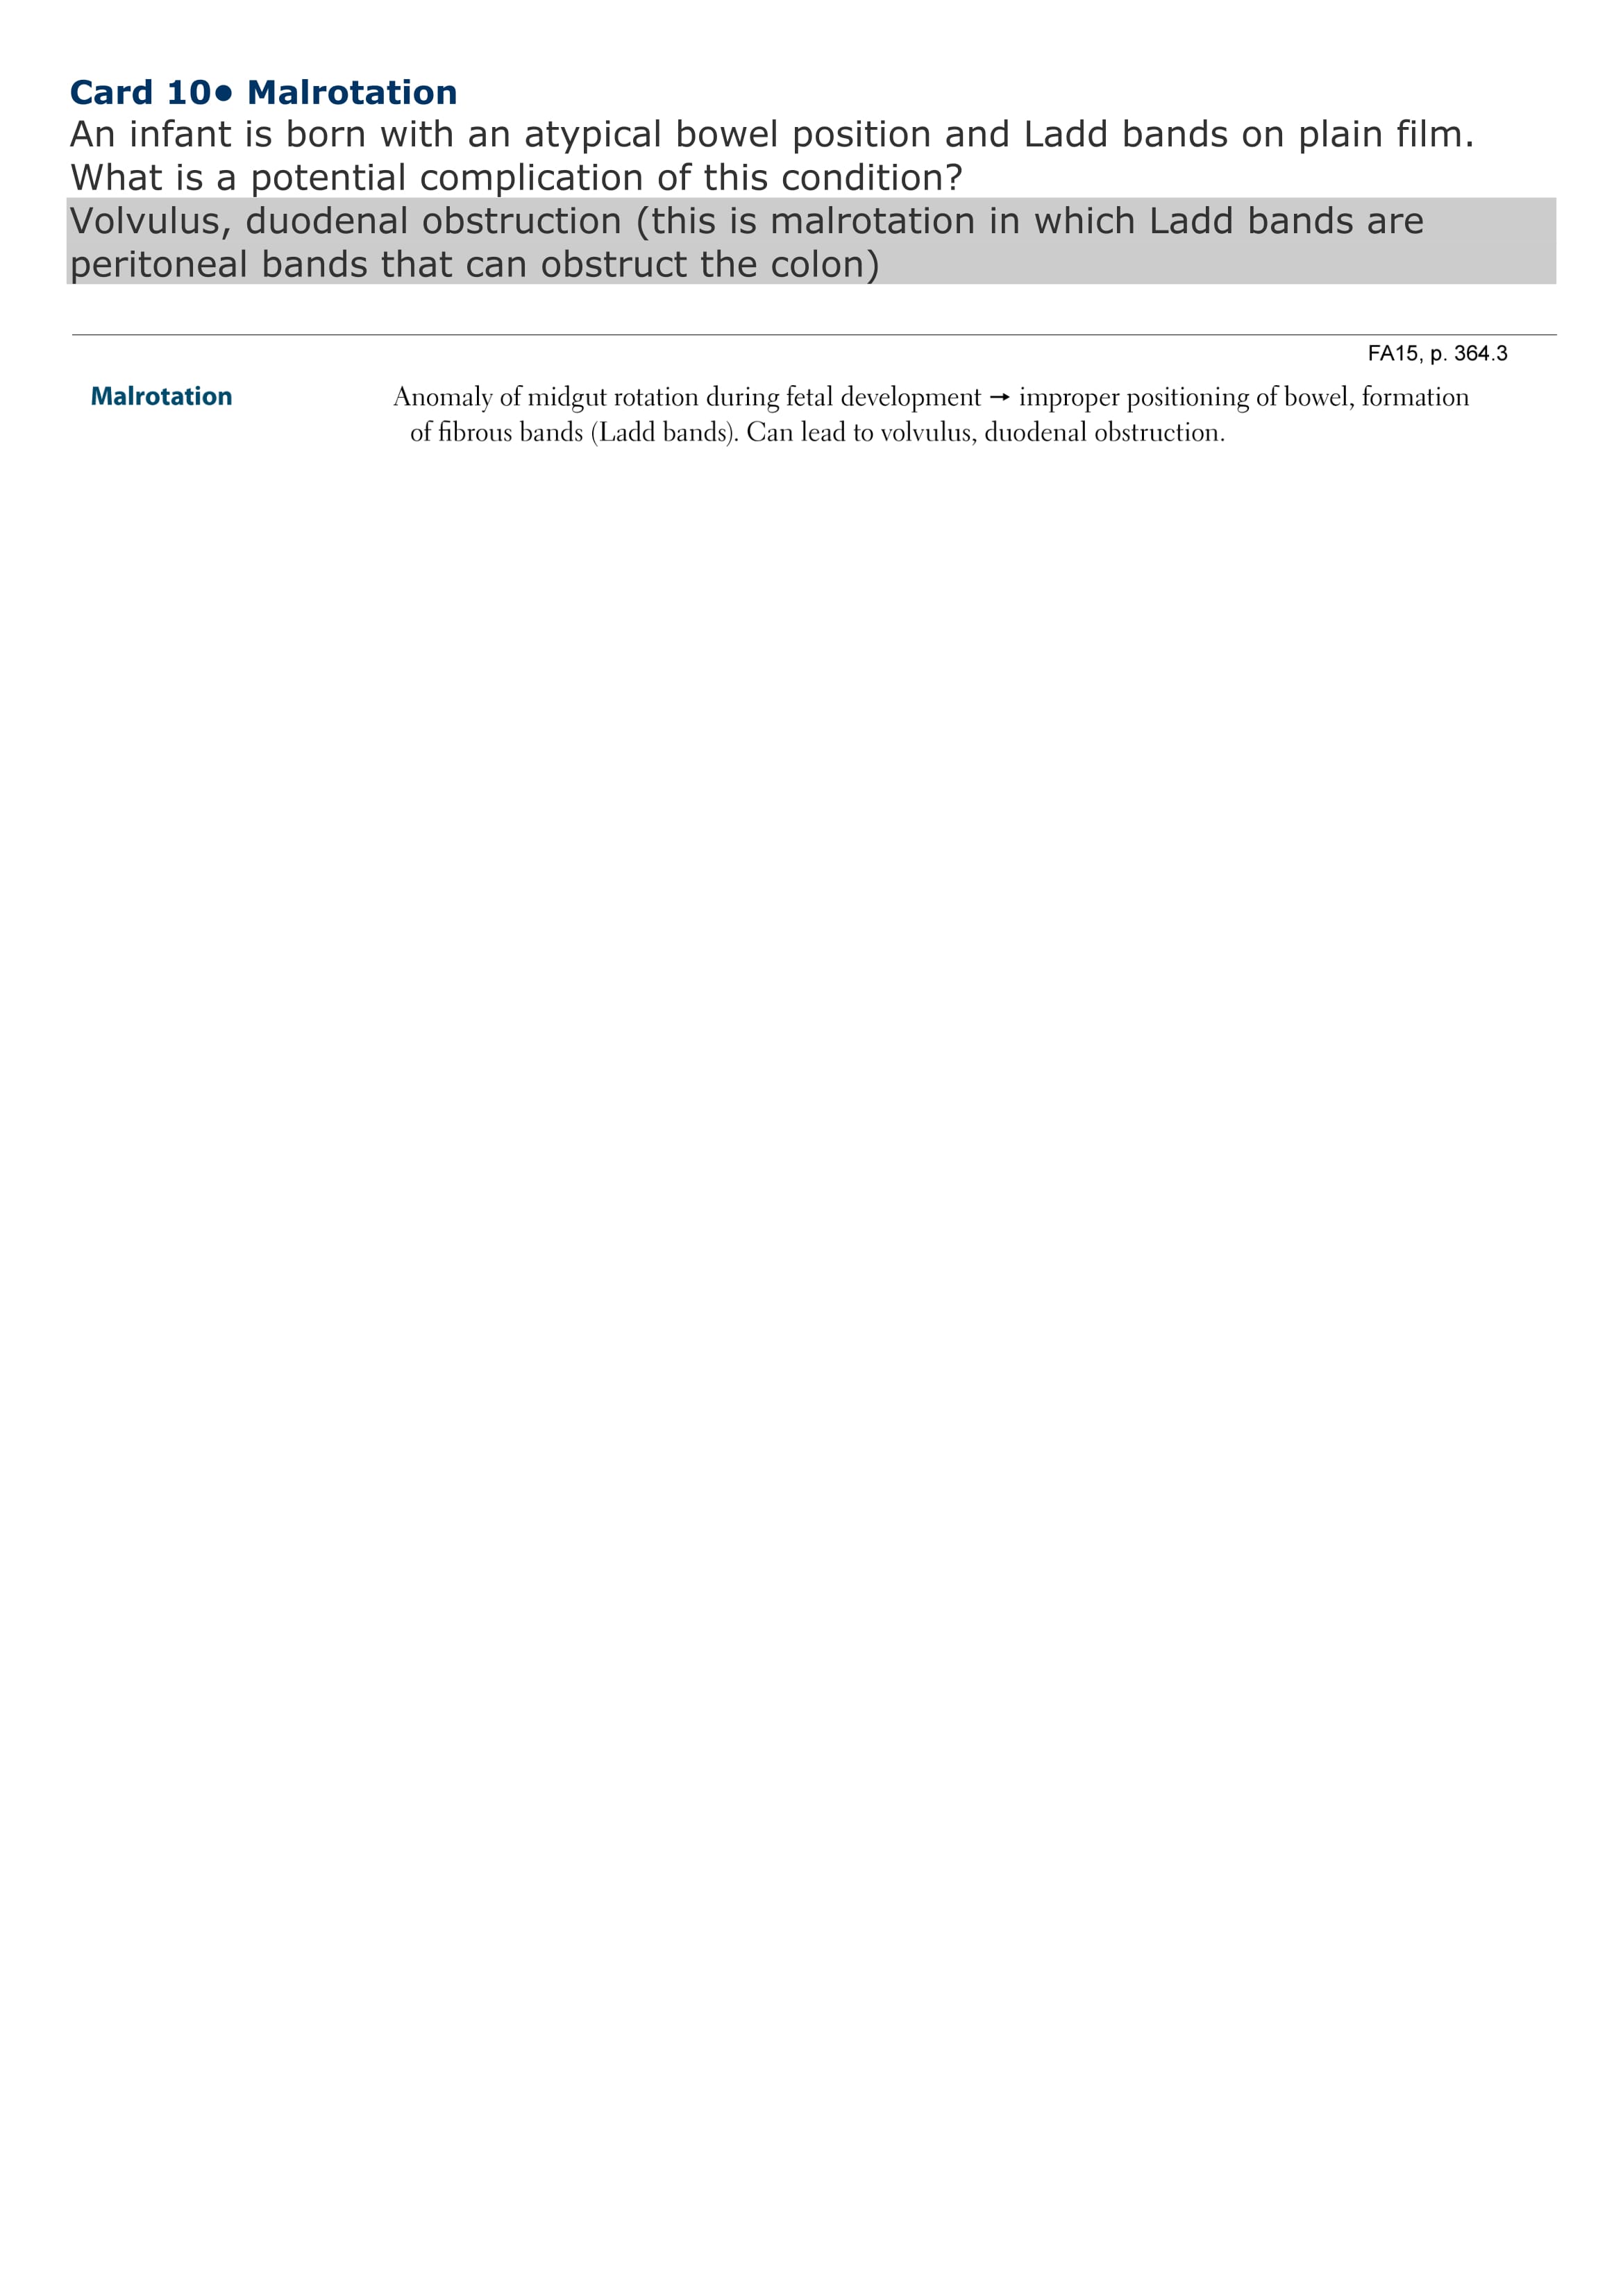 Card 10● Malrotation
An infant is born with an atypical bowel position and Ladd bands on plain film.
What is a potential complication of this condition?
Volvulus, duodenal obstruction (this is malrotation in which Ladd bands are
peritoneal bands that can obstruct the colon)
FA15, p. 364.3
Malrotation Anomaly of midgut rotation during fetal development → improper positioning of bowel, formation
of fibrous bands (Ladd bands). Can lead to volvulus, duodenal obstruction.